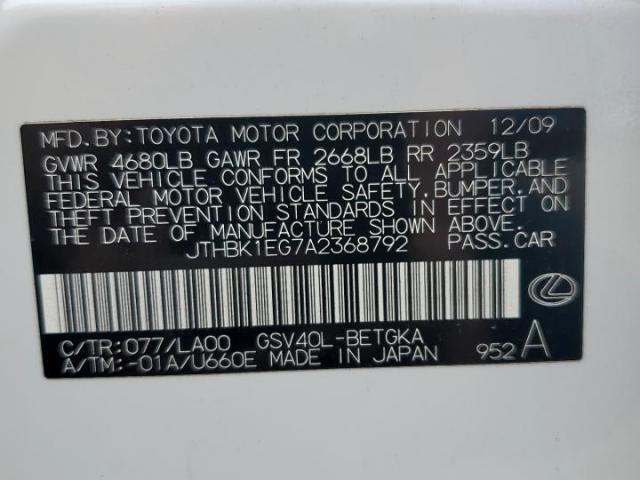 MFD. BY: TOYOTA MOTOR CORPORATION 12/09
GVWR 4680LB GAWR FR 2668LB RR 2359LB
THIS VEHICLE CONFORMS TO ALL APPLICABLE
FEDERAL MOTOR VEHICLE SAFETY, BUMPER, AND
THEFT PREVENTION STANDARDS IN EFFECT ON
THE DATE OF MANUFACTURE SHOWN ABOVE.
JTHBK1EG7A2368792 PASS.CAR
C/TR:077/LA00 GSV40L-BETGKA
A/TM:-01A/U660E MADE IN JAPAN 952 A